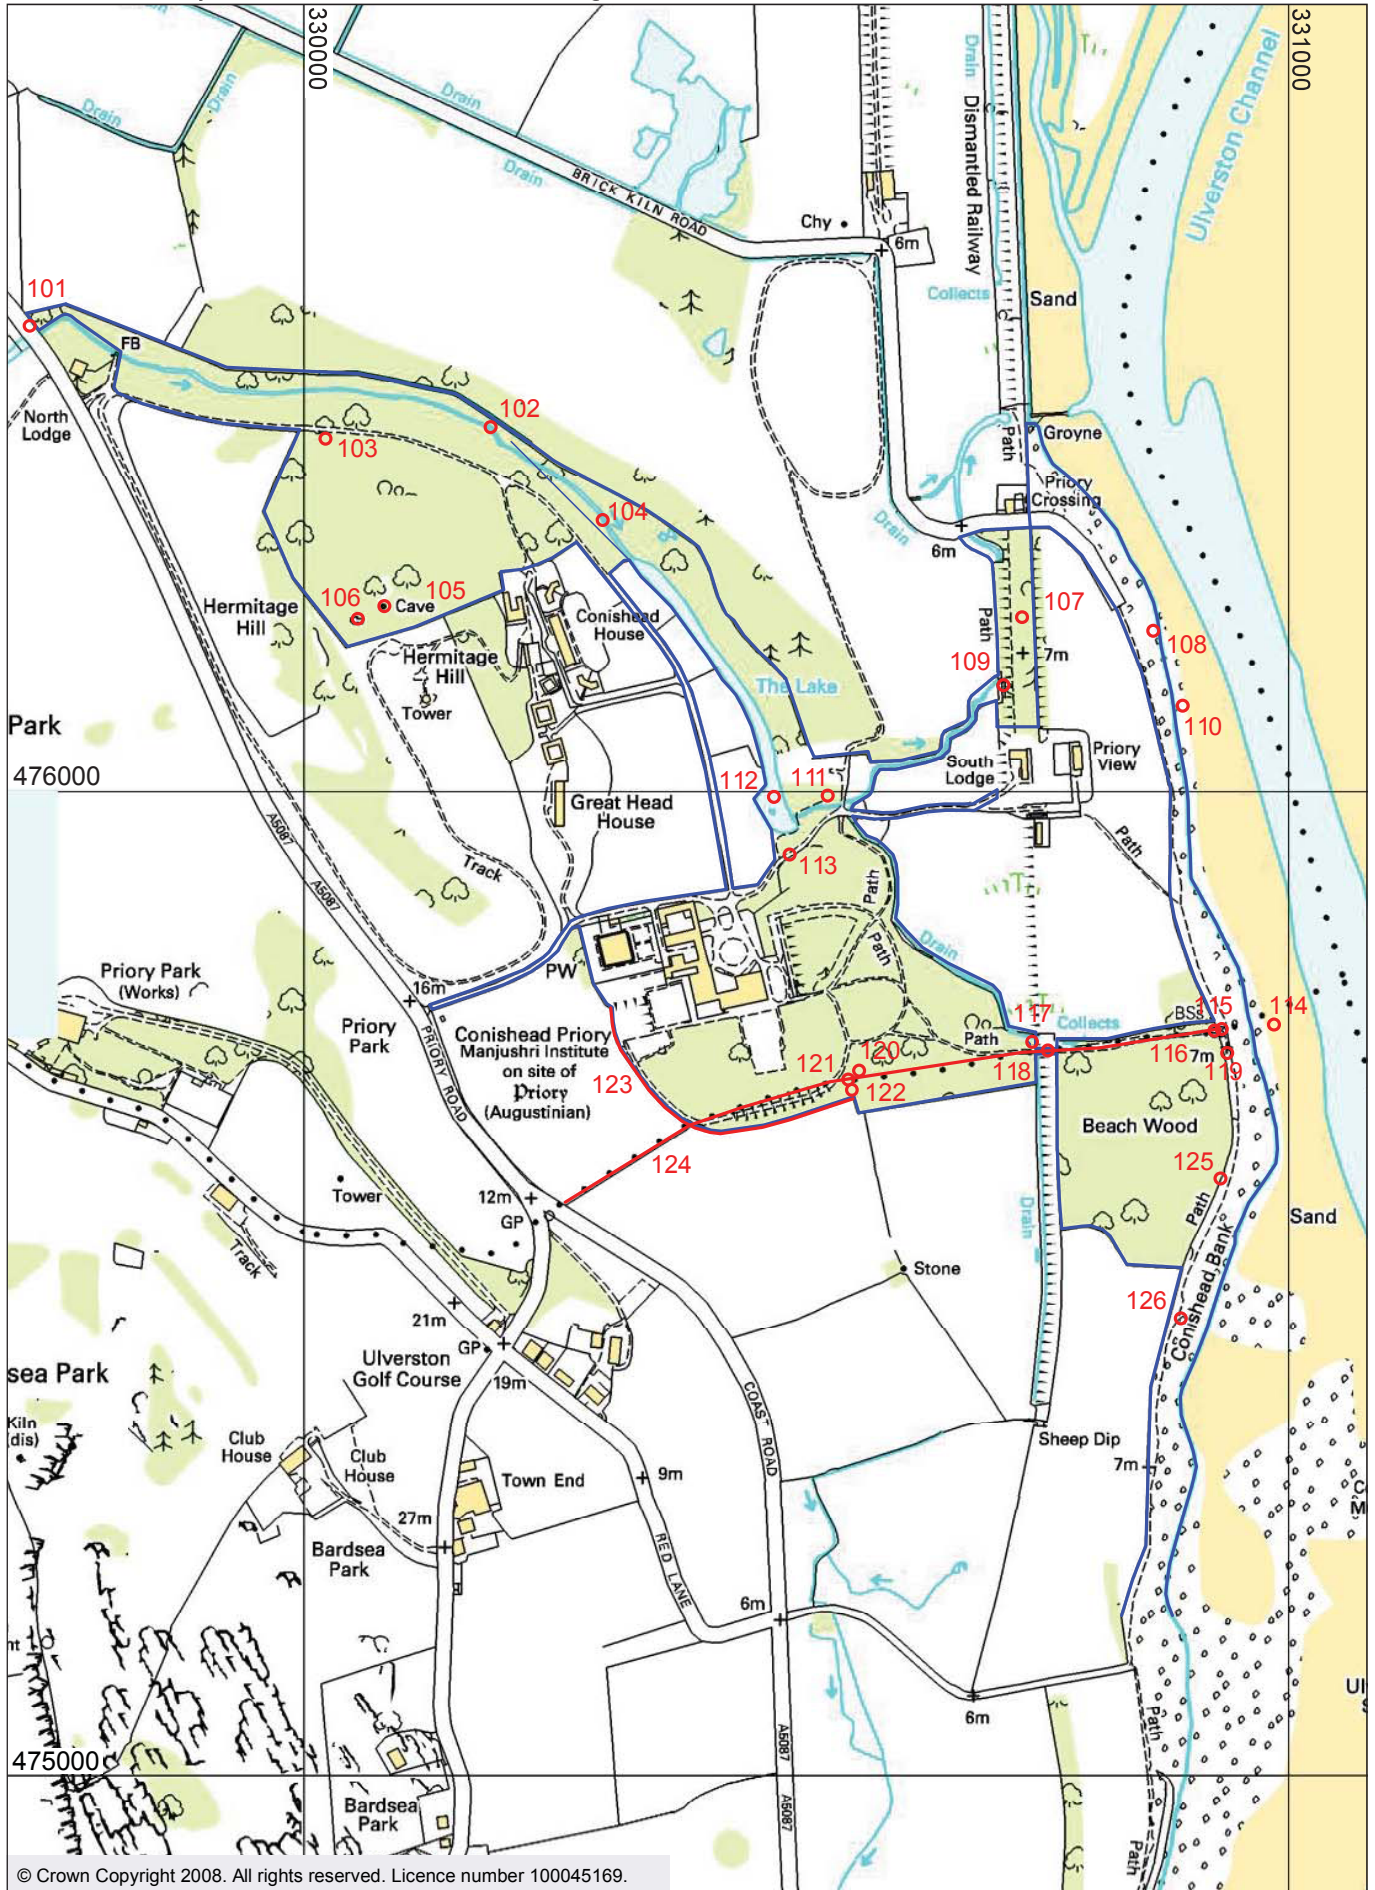 330000
331000
Drain
Drain
Drain
Drain
Drain
BRICK KILN ROAD
Dismantled Railway
Ulverston Channel
Chy
6m
Collects
Sand
101
FB
North
Lodge
102
103
Path
Groyne
104
Priory
Crossing
Drain
6m
106
105
Cave
Hermitage
Hill
Conishead
House
107
Path
108
Hermitage
Hill
109
7m
The Lake
Tower
110
Park
476000
Priory
View
South
Lodge
112
111
Great Head
House
A5087
Track
113
Path
Path
A5087
Path
Drain
Priory Park
(Works)
PW
16m
Priory
Park
PRIORY ROAD
Conishead Priory
Manjushri Institute
on site of
Priory
(Augustinian)
117
Collects
BSs
115
114
Path
116
7m
118
119
120
121
122
123
Beach Wood
124
125
Tower
12m
GP
Path
Sand
Track
Drain
Stone
Conishead Bank
126
21m
GP
Ulverston
Golf Course
19m
sea Park
COAST ROAD
Kiln
(dis)
Club
House
Club
House
Sheep Dip
7m
Town End
9m
27m
Bardsea
Park
RED LANE
6m
6m
Path
475000
A5087
A5087
Bardsea
Park
Path
© Crown Copyright 2008. All rights reserved. Licence number 100045169.